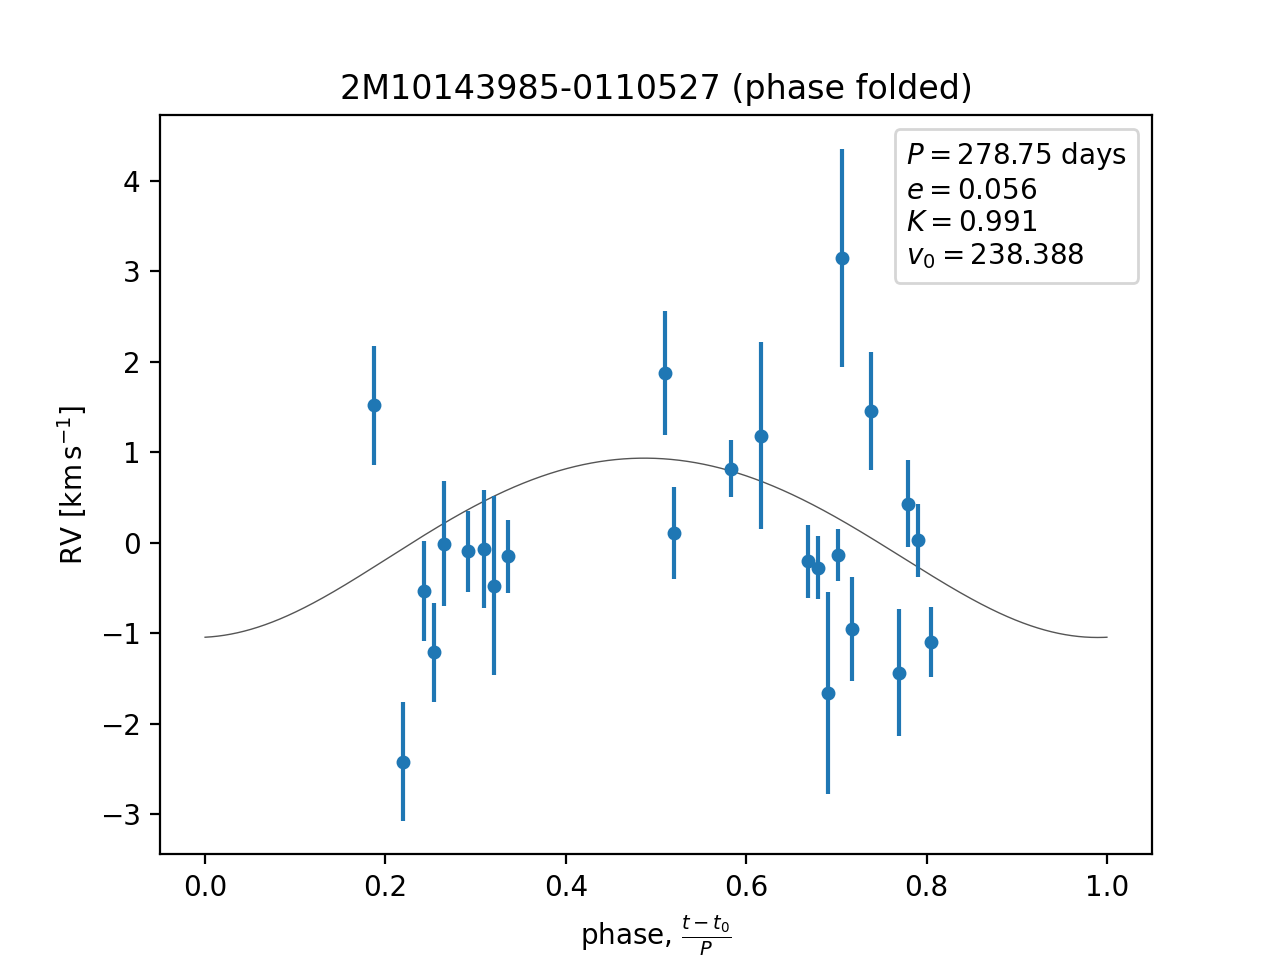 2M10143985-0110527 (phase folded)
P = 278.75 days
e = 0.056
K = 0.991
v₀ = 238.388
RV [km s⁻¹]
4
3
2
1
0
−1
−2
−3
0.0 0.2 0.4 0.6 0.8 1.0
phase, (t − t₀)/P